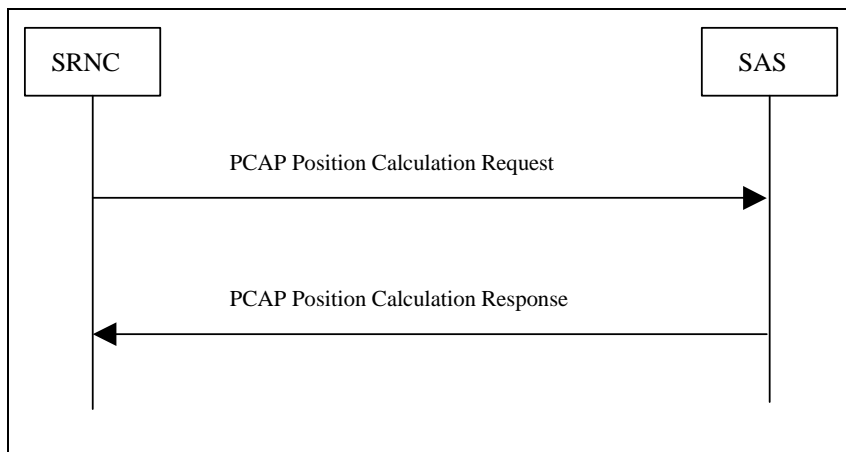 SRNC
SAS
PCAP Position Calculation Request
PCAP Position Calculation Response